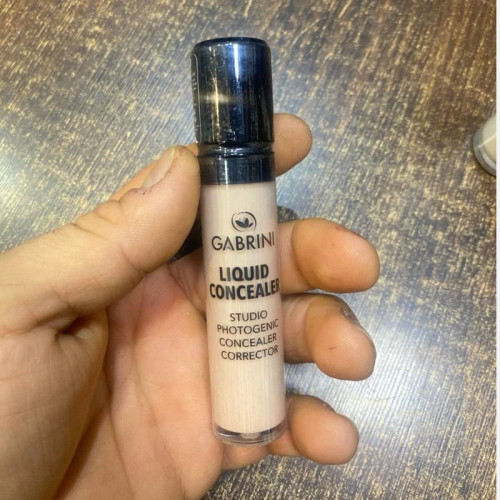 GABRINI
LIQUID
CONCEALER
STUDIO
PHOTOGENIC
CONCEALER
CORRECTOR